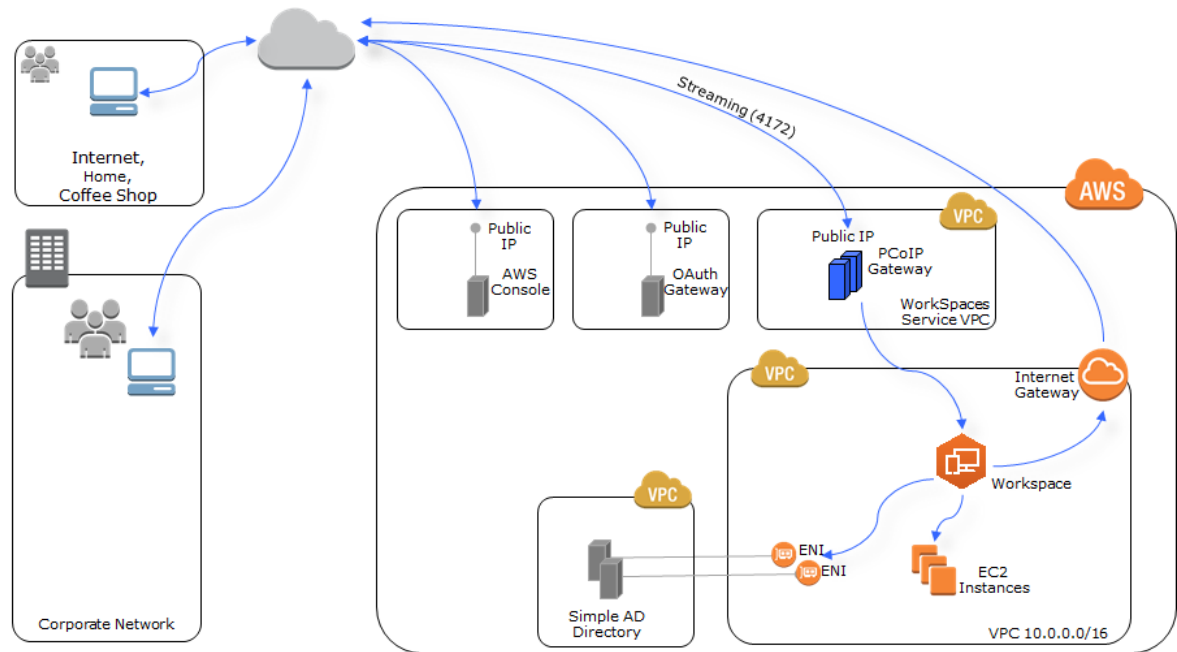 Internet,
Home,
Coffee Shop
Corporate Network
Streaming (4172)
AWS
Public
IP
AWS
Console
Public
IP
OAuth
Gateway
VPC
Public IP
PCoIP
Gateway
WorkSpaces
Service VPC
VPC
Internet
Gateway
Workspace
EC2
Instances
ENI
ENI
VPC 10.0.0.0/16
VPC
Simple AD
Directory